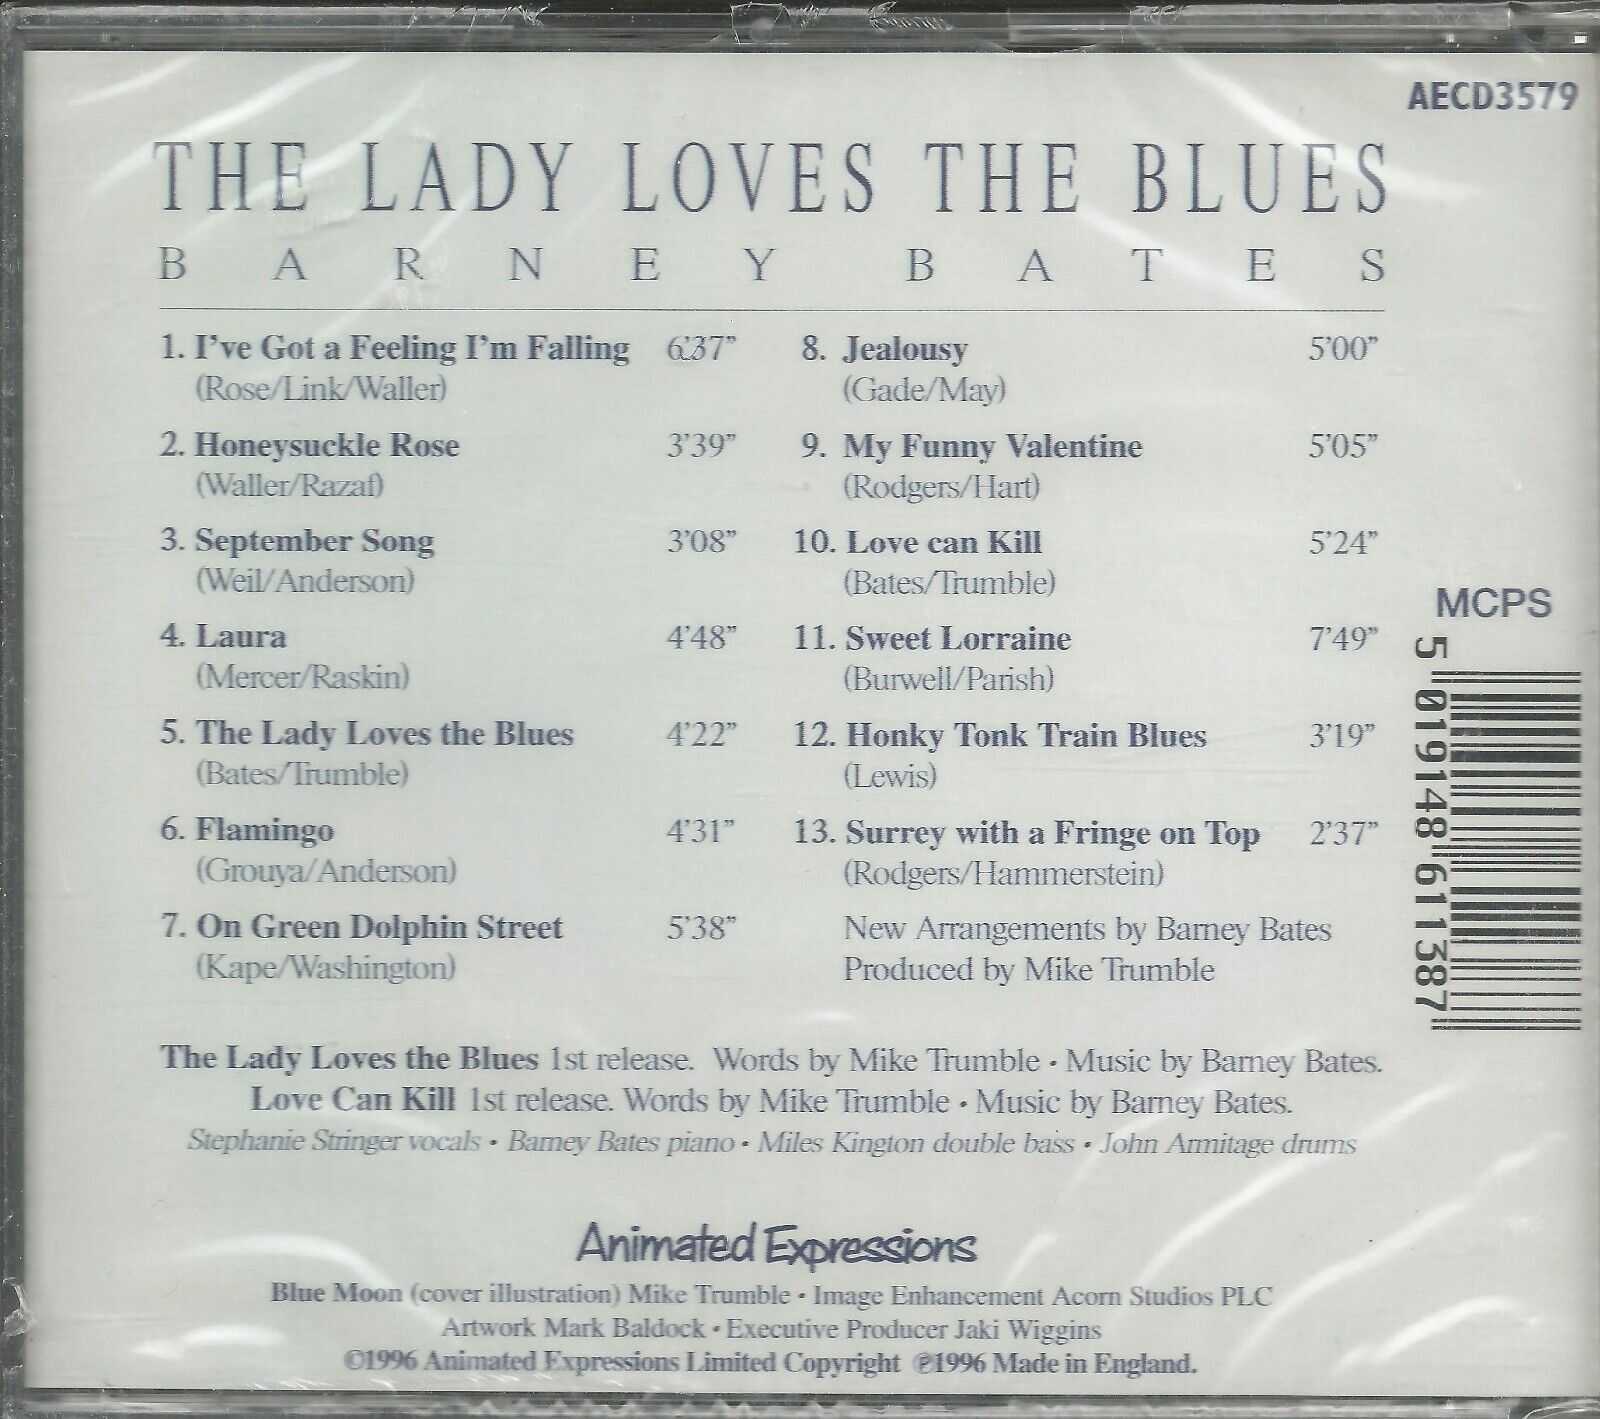 AECD3579
THE LADY LOVES THE BLUES
BARNEY BATES
1. I've Got a Feeling I'm Falling 6'37"
(Rose/Link/Waller)
2. Honeysuckle Rose 3'39"
(Waller/Razaf)
3. September Song 3'08"
(Weil/Anderson)
4. Laura 4'48"
(Mercer/Raskin)
5. The Lady Loves the Blues 4'22"
(Bates/Trumble)
6. Flamingo 4'31"
(Grouya/Anderson)
7. On Green Dolphin Street 5'38"
(Kape/Washington)
8. Jealousy 5'00"
(Gade/May)
9. My Funny Valentine 5'05"
(Rodgers/Hart)
10. Love can Kill 5'24"
(Bates/Trumble)
11. Sweet Lorraine 7'49"
(Burwell/Parish)
12. Honky Tonk Train Blues 3'19"
(Lewis)
13. Surrey with a Fringe on Top 2'37"
(Rodgers/Hammerstein)
New Arrangements by Barney Bates
Produced by Mike Trumble
MCPS
5 019148 611387
The Lady Loves the Blues 1st release. Words by Mike Trumble • Music by Barney Bates.
Love Can Kill 1st release. Words by Mike Trumble • Music by Barney Bates.
Stephanie Stringer vocals • Barney Bates piano • Miles Kington double bass • John Armitage drums
Animated Expressions
Blue Moon (cover illustration) Mike Trumble • Image Enhancement Acorn Studios PLC
Artwork Mark Baldock • Executive Producer Jaki Wiggins
©1996 Animated Expressions Limited Copyright ℗1996 Made in England.